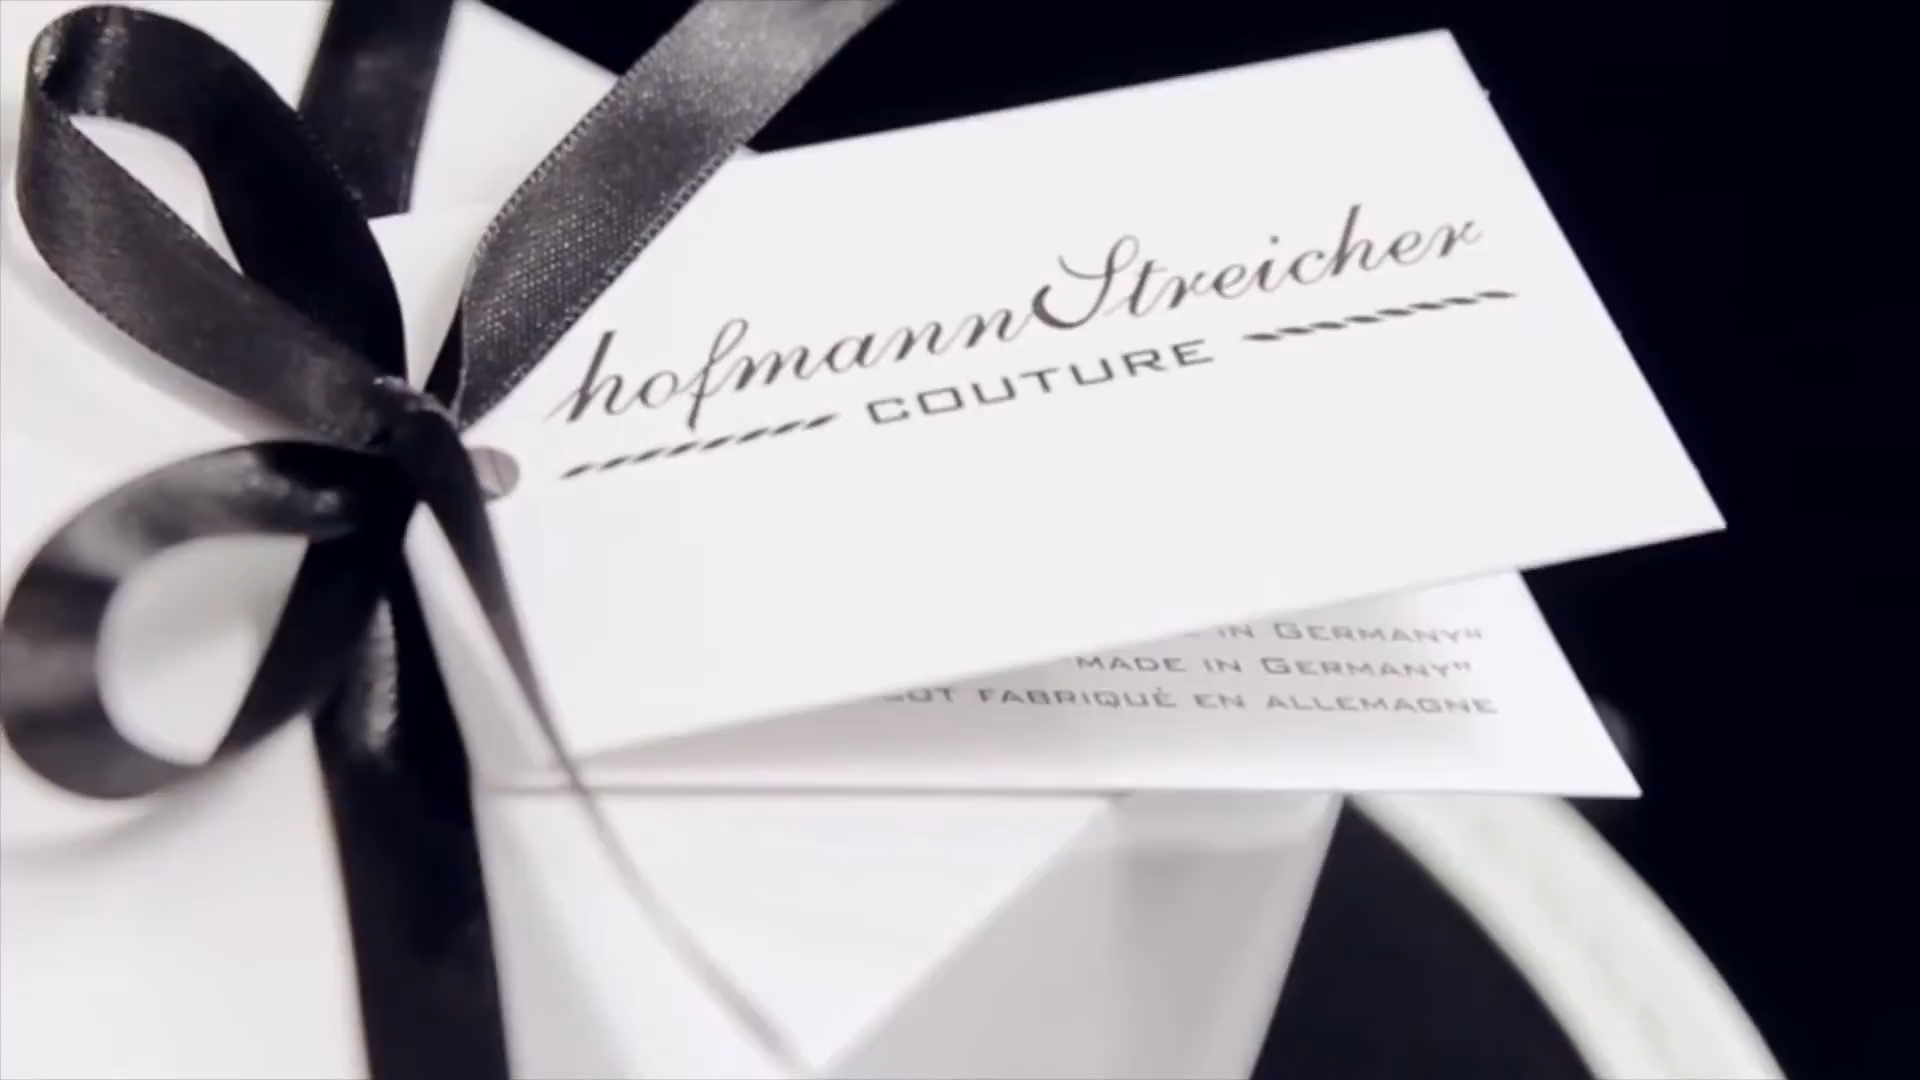 hofmannStreicher
COUTURE
IN GERMANY"
"MADE IN GERMANY"
FABRIQUÉ EN ALLEMAGNE